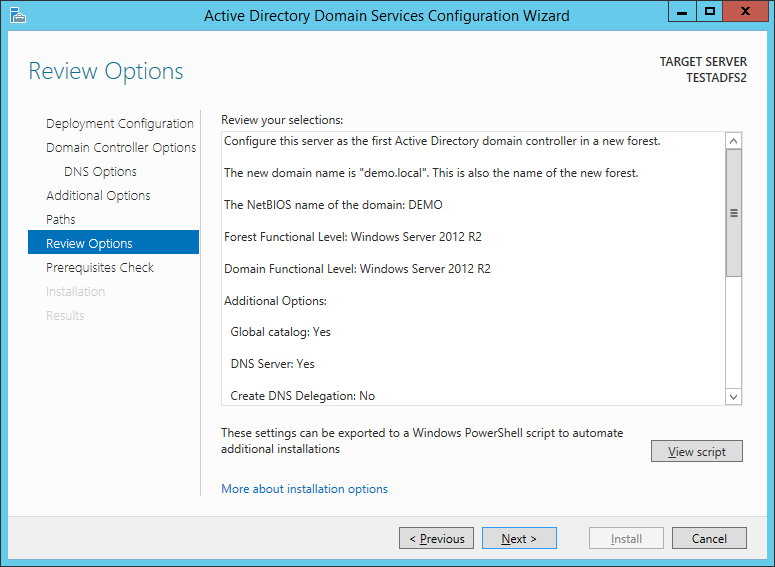 Active Directory Domain Services Configuration Wizard
Review Options
TARGET SERVER
TESTADFS2
Deployment Configuration
Domain Controller Options
DNS Options
Additional Options
Paths
Review Options
Prerequisites Check
Installation
Results
Review your selections:
Configure this server as the first Active Directory domain controller in a new forest.
The new domain name is "demo.local". This is also the name of the new forest.
The NetBIOS name of the domain: DEMO
Forest Functional Level: Windows Server 2012 R2
Domain Functional Level: Windows Server 2012 R2
Additional Options:
Global catalog: Yes
DNS Server: Yes
Create DNS Delegation: No
These settings can be exported to a Windows PowerShell script to automate
additional installations
View script
More about installation options
< Previous
Next >
Install
Cancel